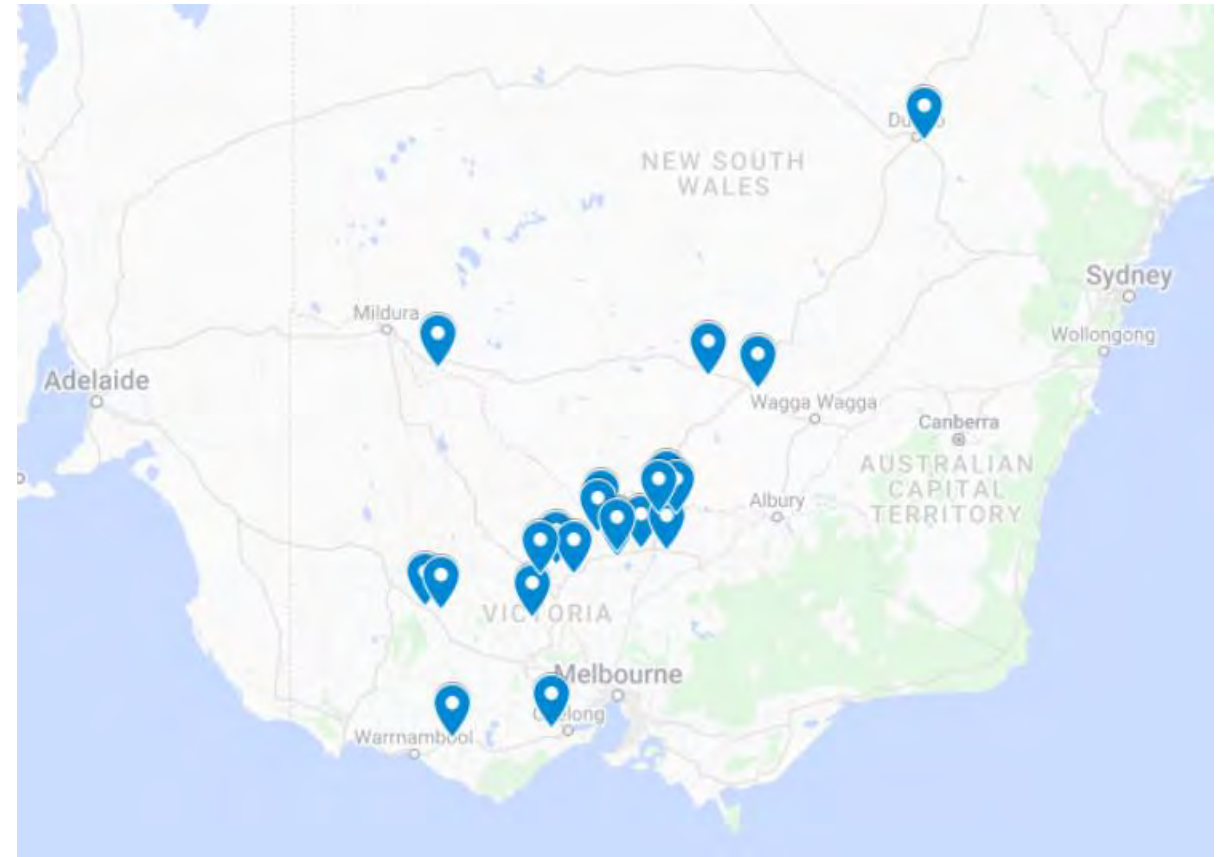 NEW SOUTH
WALES
Sydney
Mildura
Wollongong
Adelaide
Wagga Wagga
Canberra
AUSTRALIAN
CAPITAL
TERRITORY
Albury
VICTORIA
Melbourne
Warrnambool